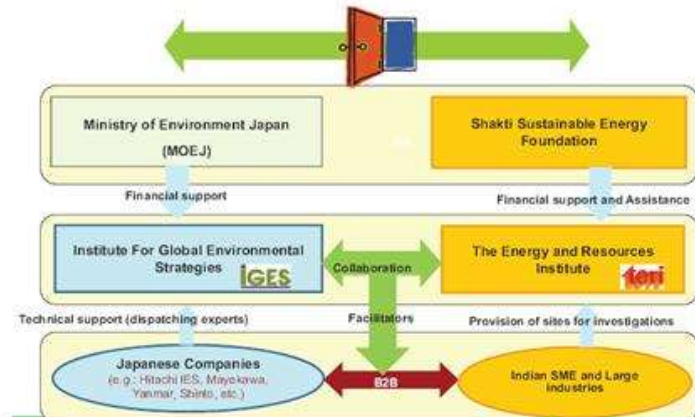 Ministry of Environment Japan
(MOEJ)
Shakti Sustainable Energy
Foundation
Financial support
Financial support and Assistance
Institute For Global Environmental
Strategies
iGES
Collaboration
The Energy and Resources
Institute
teri
Technical support (dispatching experts)
Facilitators
Provision of sites for investigations
Japanese Companies
(e.g.: Hitachi IES, Mayekawa,
Yanmar, Shinto, etc.)
B2B
Indian SME and Large
industries